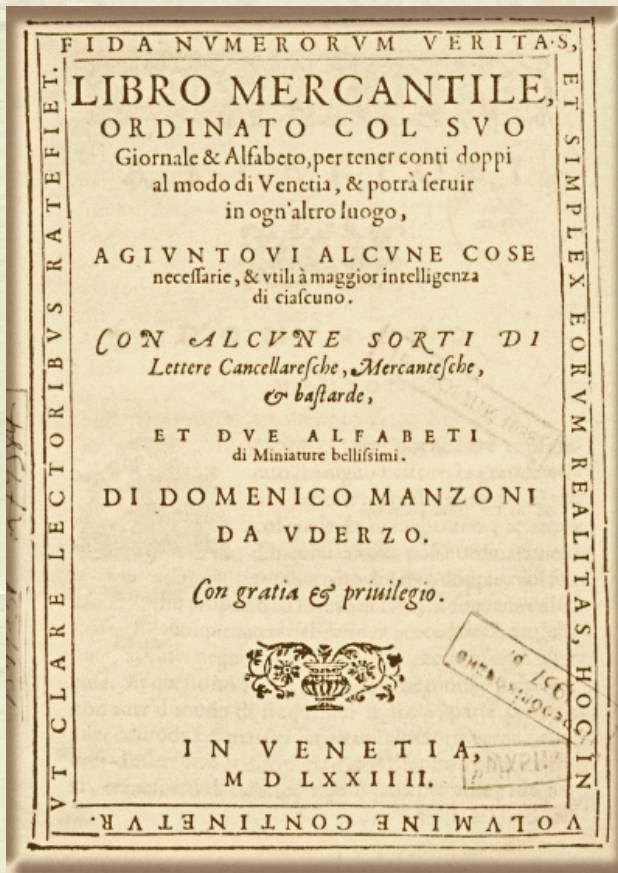 FIDA NVMERORVM VERITAS,
ET SIMPLEX EORVM REALITAS, HOC IN
VOLVMINE CONTINETVR.
VT CLARE LECTORIBVS RATEFIET.
LIBRO MERCANTILE,
ORDINATO COL SVO
Giornale & Alfabeto, per tener conti doppi
al modo di Venetia, & potrà ſeruir
in ogn'altro luogo,
AGIVNTOVI ALCVNE COSE
neceſſarie, & vtili à maggior intelligenza
di ciaſcuno.
CON ALCVNE SORTI DI
Lettere Cancellareſche, Mercanteſche,
& baſtarde,
ET DVE ALFABETI
di Miniature belliſsimi.
DI DOMENICO MANZONI
DA VDERZO.
Con gratia & priuilegio.
IN VENETIA,
M D LXXIIII.
1937 р.